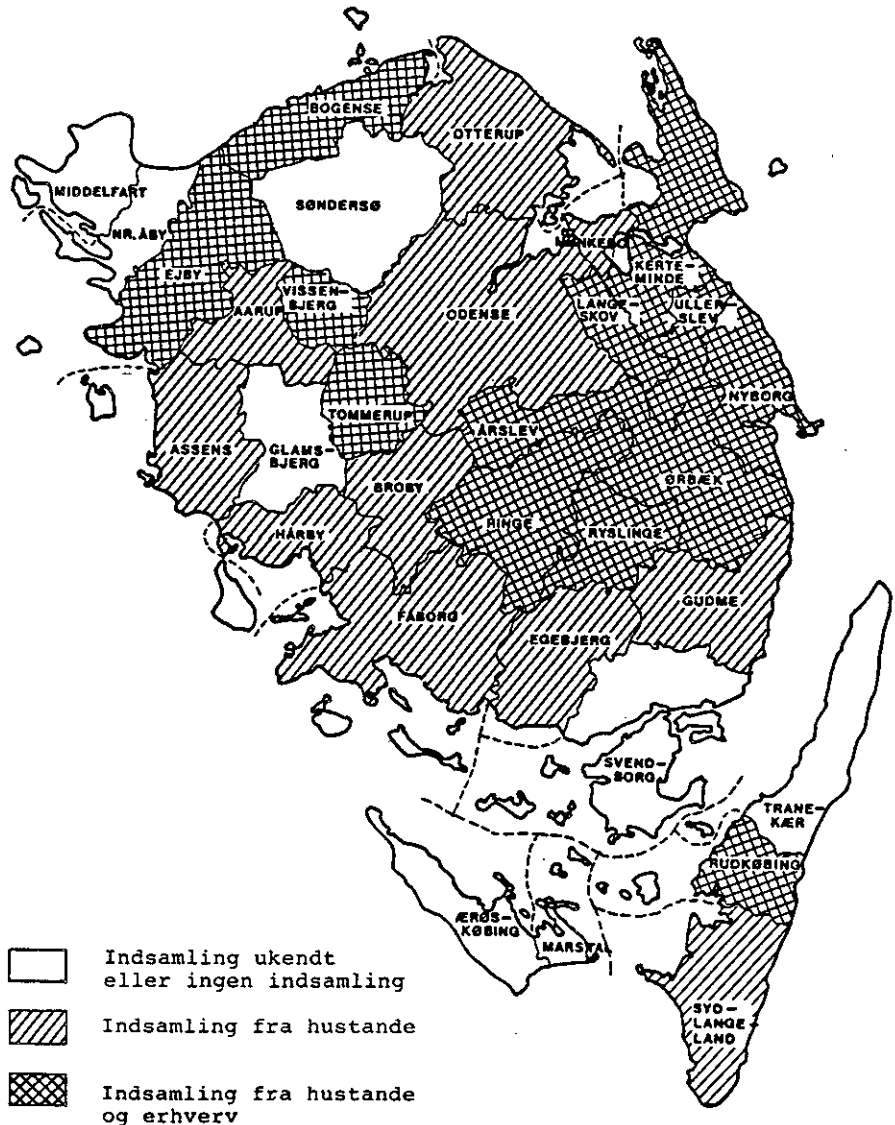 BOGENSE
OTTERUP
MIDDELFART
SØNDERSØ
NR. ÅBY
MUNKEBO
KERTE-
MINDE
EJBY
VISSEN-
BJERG
AARUP
LANGE-
SKOV
ULLER
SLEV
ODENSE
NYBORG
TOMMERUP
ÅRSLEV
ASSENS
GLAMS-
BJERG
BROBY
ØRBÆK
RINGE
RYSLINGE
HÅRBY
GUDME
FÅBORG
EGEBJERG
SVEND-
BORG
TRANE-
KÆR
RUDKØBING
ÆRØS-
KØBING
MARSTAL
SYD-
LANGE-
LAND
Indsamling ukendt
eller ingen indsamling
Indsamling fra hustande
Indsamling fra hustande
og erhverv